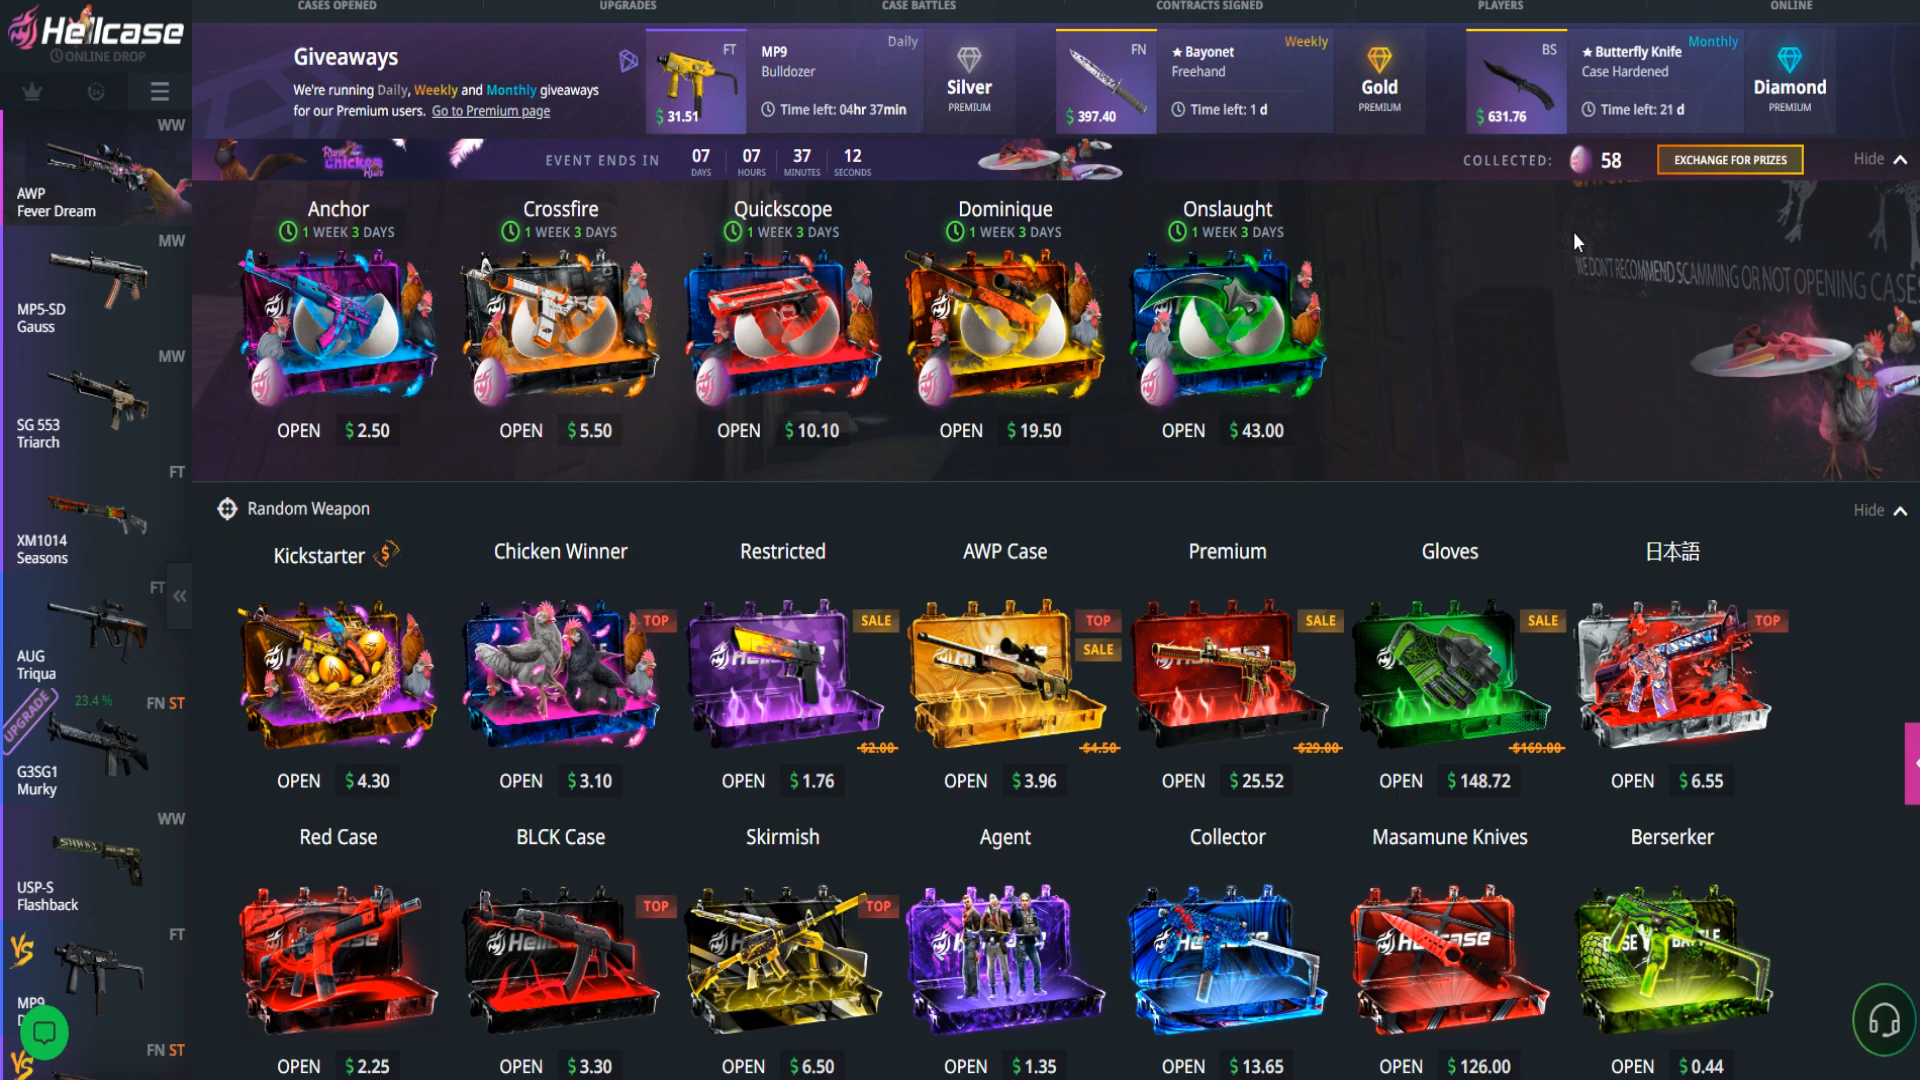 CASES OPENED
UPGRADES
CASE BATTLES
CONTRACTS SIGNED
PLAYERS
ONLINE
Hellcase
ONLINE DROP
Giveaways
We're running Daily, Weekly and Monthly giveaways
for our Premium users. Go to Premium page
FT
$ 31.51
MP9
Bulldozer
Daily
Time left: 04hr 37min
Silver
PREMIUM
FN
$ 397.40
★ Bayonet
Freehand
Weekly
Time left: 1 d
Gold
PREMIUM
BS
$ 631.76
★ Butterfly Knife
Case Hardened
Monthly
Time left: 21 d
Diamond
PREMIUM
24
Chicken
Run
EVENT ENDS IN
07 DAYS
07 HOURS
37 MINUTES
12 SECONDS
COLLECTED:
58
EXCHANGE FOR PRIZES
Hide
WE DON'T RECOMMEND SCAMMING OR NOT OPENING CASE
Anchor
1 WEEK 3 DAYS
OPEN $ 2.50
Crossfire
1 WEEK 3 DAYS
OPEN $ 5.50
Quickscope
1 WEEK 3 DAYS
OPEN $ 10.10
Dominique
1 WEEK 3 DAYS
OPEN $ 19.50
Onslaught
1 WEEK 3 DAYS
OPEN $ 43.00
Random Weapon
Hide
Kickstarter
OPEN $ 4.30
Chicken Winner
TOP
OPEN $ 3.10
Restricted
SALE
$2.00
OPEN $ 1.76
AWP Case
TOP
SALE
$4.50
OPEN $ 3.96
Premium
SALE
$29.00
OPEN $ 25.52
Gloves
SALE
$169.00
OPEN $ 148.72
日本語
TOP
OPEN $ 6.55
Red Case
OPEN $ 2.25
BLCK Case
TOP
OPEN $ 3.30
Skirmish
TOP
OPEN $ 6.50
Agent
OPEN $ 1.35
Collector
OPEN $ 13.65
Masamune Knives
Hellcase
OPEN $ 126.00
Berserker
OPEN $ 0.44
WW
AWP
Fever Dream
MW
MP5-SD
Gauss
MW
SG 553
Triarch
FT
XM1014
Seasons
FT
AUG
Triqua
UPGRADE
23.4 %
FN ST
G3SG1
Murky
WW
USP-S
Flashback
VS
FT
MP9
VS
FN ST